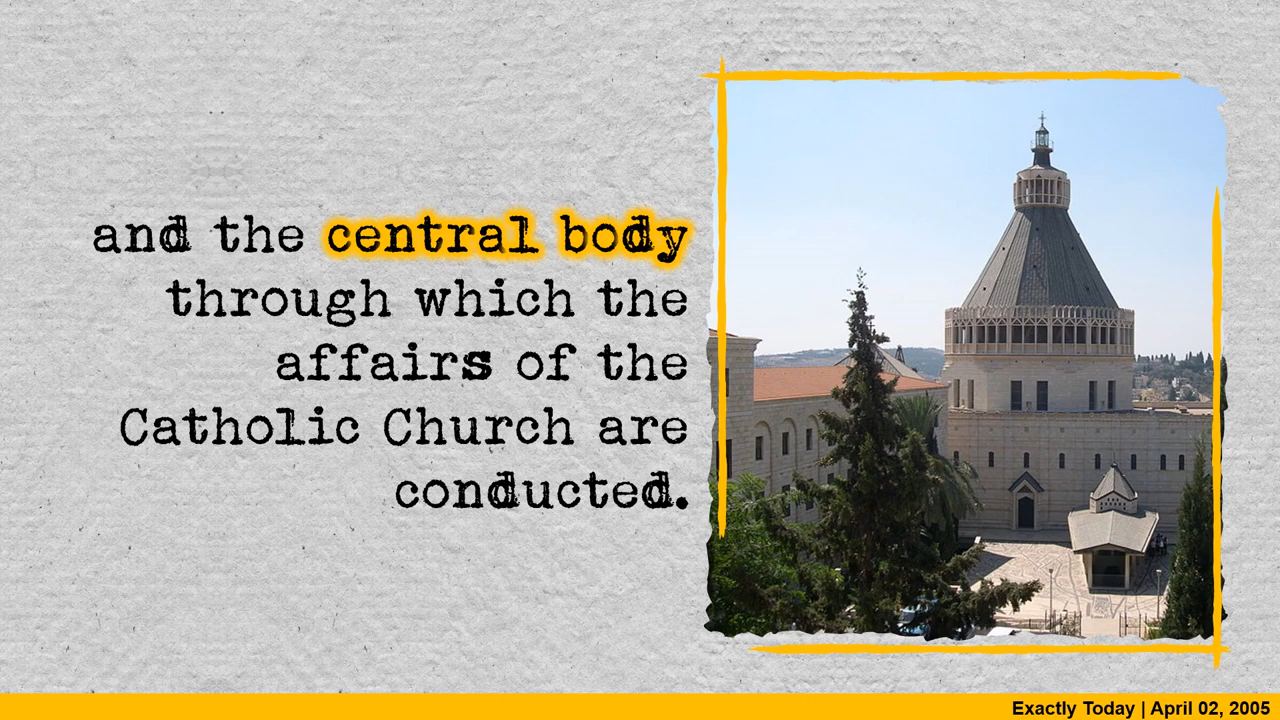 and the central body
through which the
affairs of the
Catholic Church are
conducted.
Exactly Today | April 02, 2005